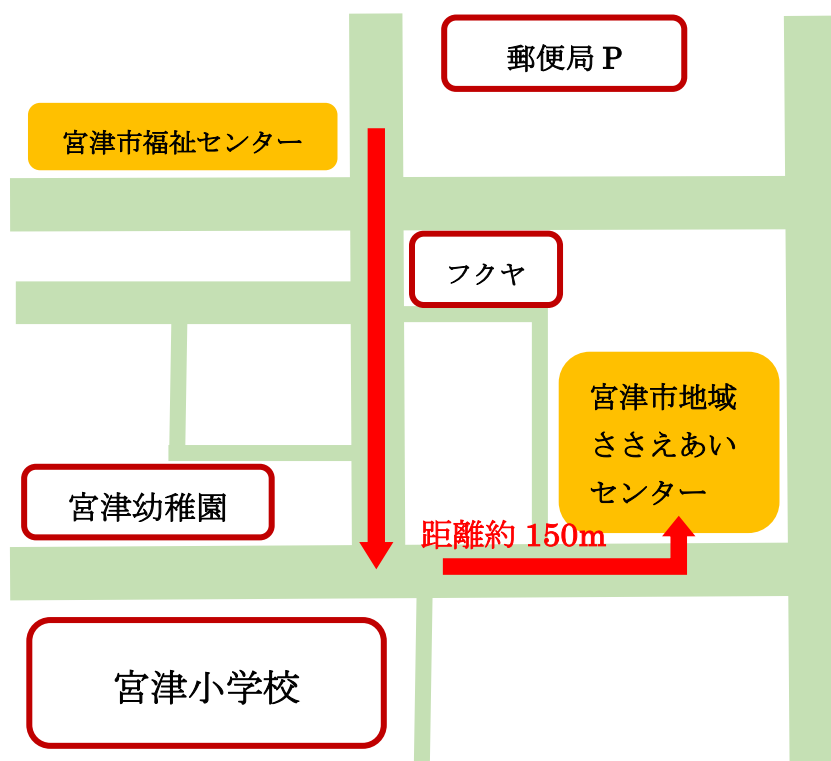 郵便局 P
宮津市福祉センター
フクヤ
宮津市地域
ささえあい
センター
宮津幼稚園
距離約 150m
宮津小学校